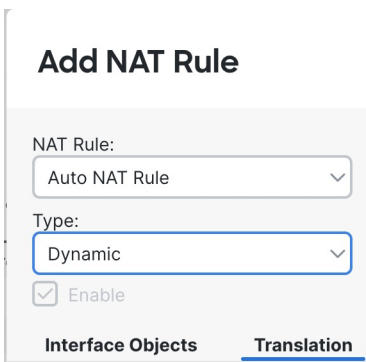 Add NAT Rule
NAT Rule:
Auto NAT Rule
Type:
Dynamic
Enable
Interface Objects Translation